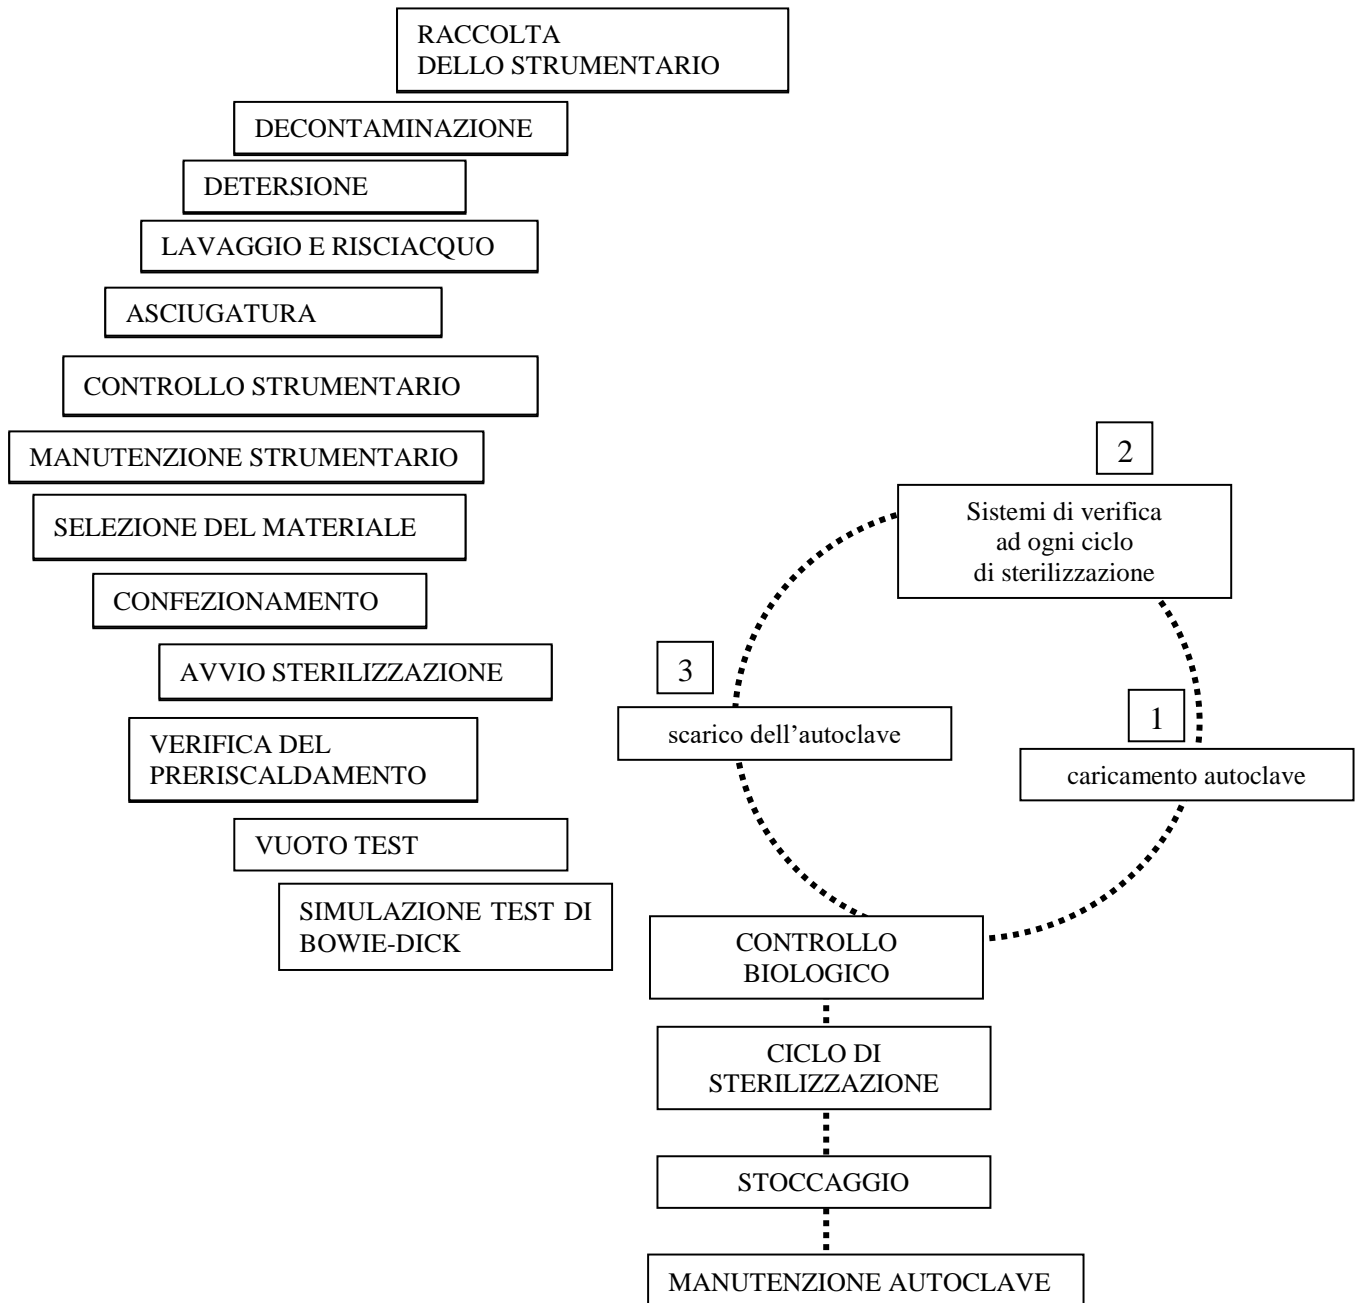 RACCOLTA
DELLO STRUMENTARIO
DECONTAMINAZIONE
DETERSIONE
LAVAGGIO E RISCIACQUO
ASCIUGATURA
CONTROLLO STRUMENTARIO
MANUTENZIONE STRUMENTARIO
SELEZIONE DEL MATERIALE
CONFEZIONAMENTO
AVVIO STERILIZZAZIONE
VERIFICA DEL
PRERISCALDAMENTO
VUOTO TEST
SIMULAZIONE TEST DI
BOWIE-DICK
2
Sistemi di verifica
ad ogni ciclo
di sterilizzazione
3
scarico dell’autoclave
1
caricamento autoclave
CONTROLLO
BIOLOGICO
CICLO DI
STERILIZZAZIONE
STOCCAGGIO
MANUTENZIONE AUTOCLAVE